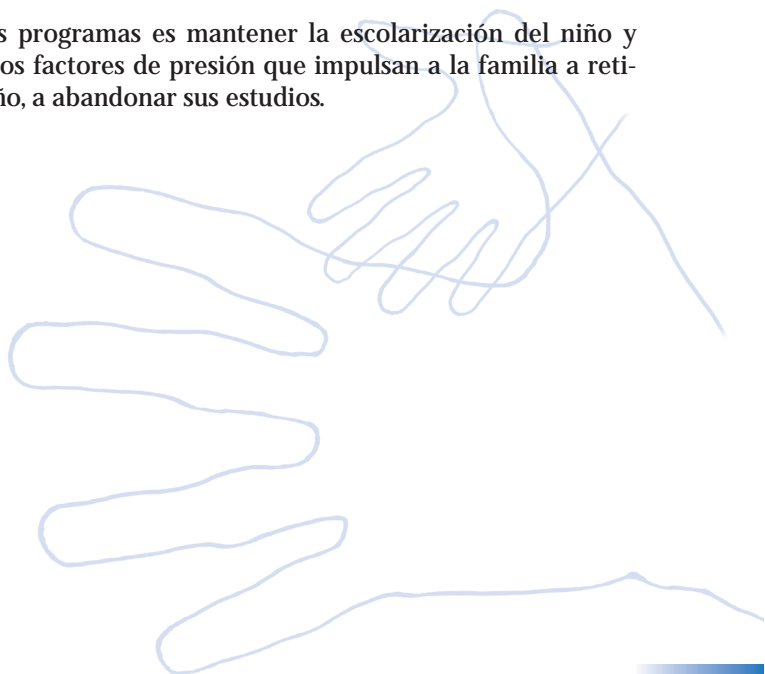 s programas es mantener la escolarización del niño y
os factores de presión que impulsan a la familia a reti-
ño, a abandonar sus estudios.